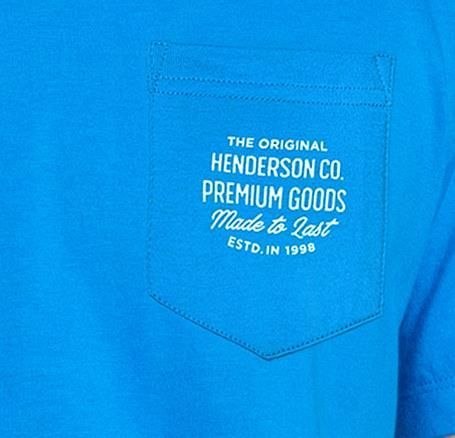 THE ORIGINAL
HENDERSON CO.
PREMIUM GOODS
Made to Last
ESTD. IN 1998